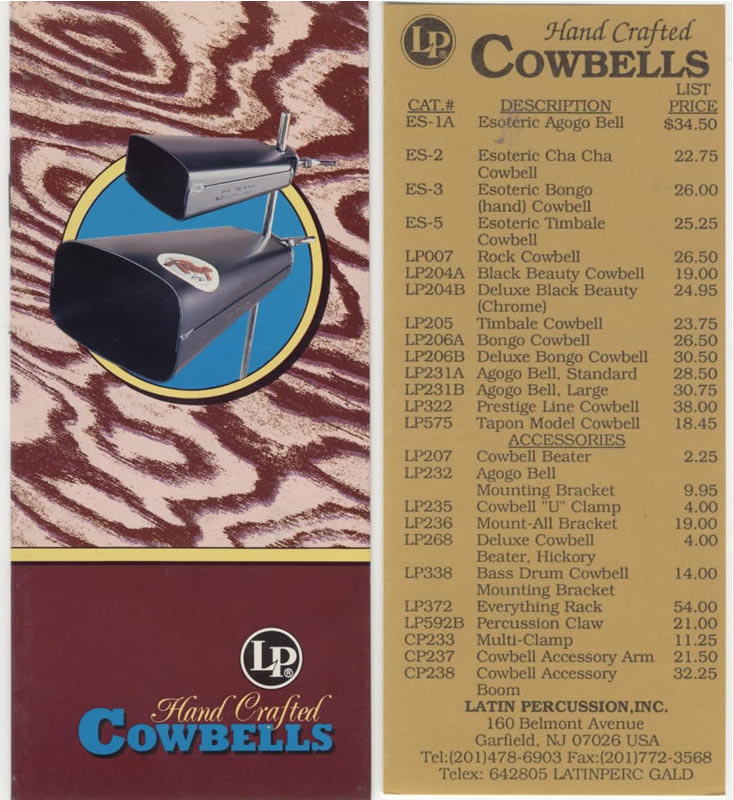 LP®
Hand Crafted
COWBELLS
LP®
Hand Crafted
COWBELLS
CAT.# DESCRIPTION LIST PRICE
ES-1A Esoteric Agogo Bell $34.50
ES-2 Esoteric Cha Cha 22.75
Cowbell
ES-3 Esoteric Bongo 26.00
(hand) Cowbell
ES-5 Esoteric Timbale 25.25
Cowbell
LP007 Rock Cowbell 26.50
LP204A Black Beauty Cowbell 19.00
LP204B Deluxe Black Beauty 24.95
(Chrome)
LP205 Timbale Cowbell 23.75
LP206A Bongo Cowbell 26.50
LP206B Deluxe Bongo Cowbell 30.50
LP231A Agogo Bell, Standard 28.50
LP231B Agogo Bell, Large 30.75
LP322 Prestige Line Cowbell 38.00
LP575 Tapon Model Cowbell 18.45
ACCESSORIES
LP207 Cowbell Beater 2.25
LP232 Agogo Bell
Mounting Bracket 9.95
LP235 Cowbell "U" Clamp 4.00
LP236 Mount-All Bracket 19.00
LP268 Deluxe Cowbell 4.00
Beater, Hickory
LP338 Bass Drum Cowbell 14.00
Mounting Bracket
LP372 Everything Rack 54.00
LP592B Percussion Claw 21.00
CP233 Multi-Clamp 11.25
CP237 Cowbell Accessory Arm 21.50
CP238 Cowbell Accessory 32.25
Boom
LATIN PERCUSSION,INC.
160 Belmont Avenue
Garfield, NJ 07026 USA
Tel:(201)478-6903 Fax:(201)772-3568
Telex: 642805 LATINPERC GALD